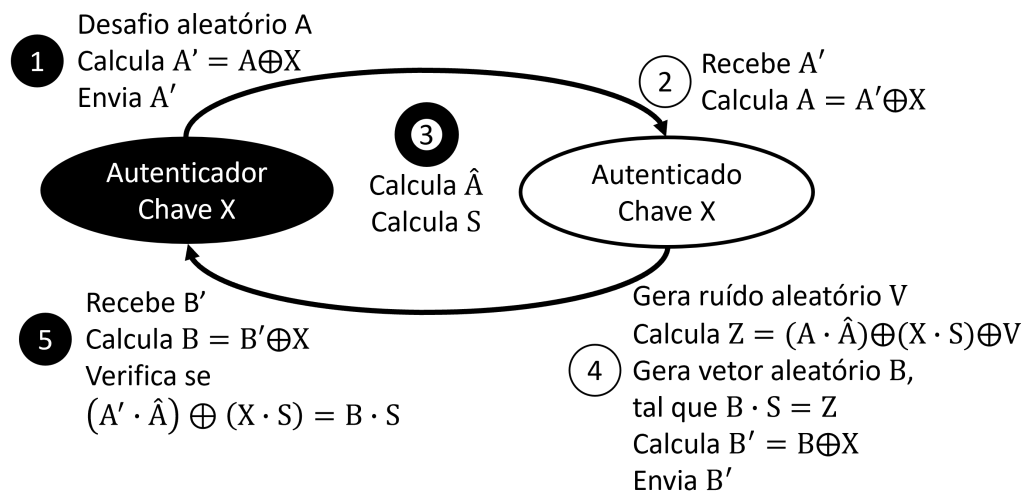 1
Desafio aleatório A
Calcula A' = A⊕X
Envia A′
2
Recebe A′
Calcula A = A′⊕X
Autenticador
Chave X
3
Calcula Â
Calcula S
Autenticado
Chave X
Gera ruído aleatório V
Calcula Z = (A · Â)⊕(X · S)⊕V
4
Gera vetor aleatório B,
tal que B · S = Z
Calcula B′ = B⊕X
Envia B′
5
Recebe B'
Calcula B = B′⊕X
Verifica se
(A′ · Â) ⊕ (X · S) = B · S